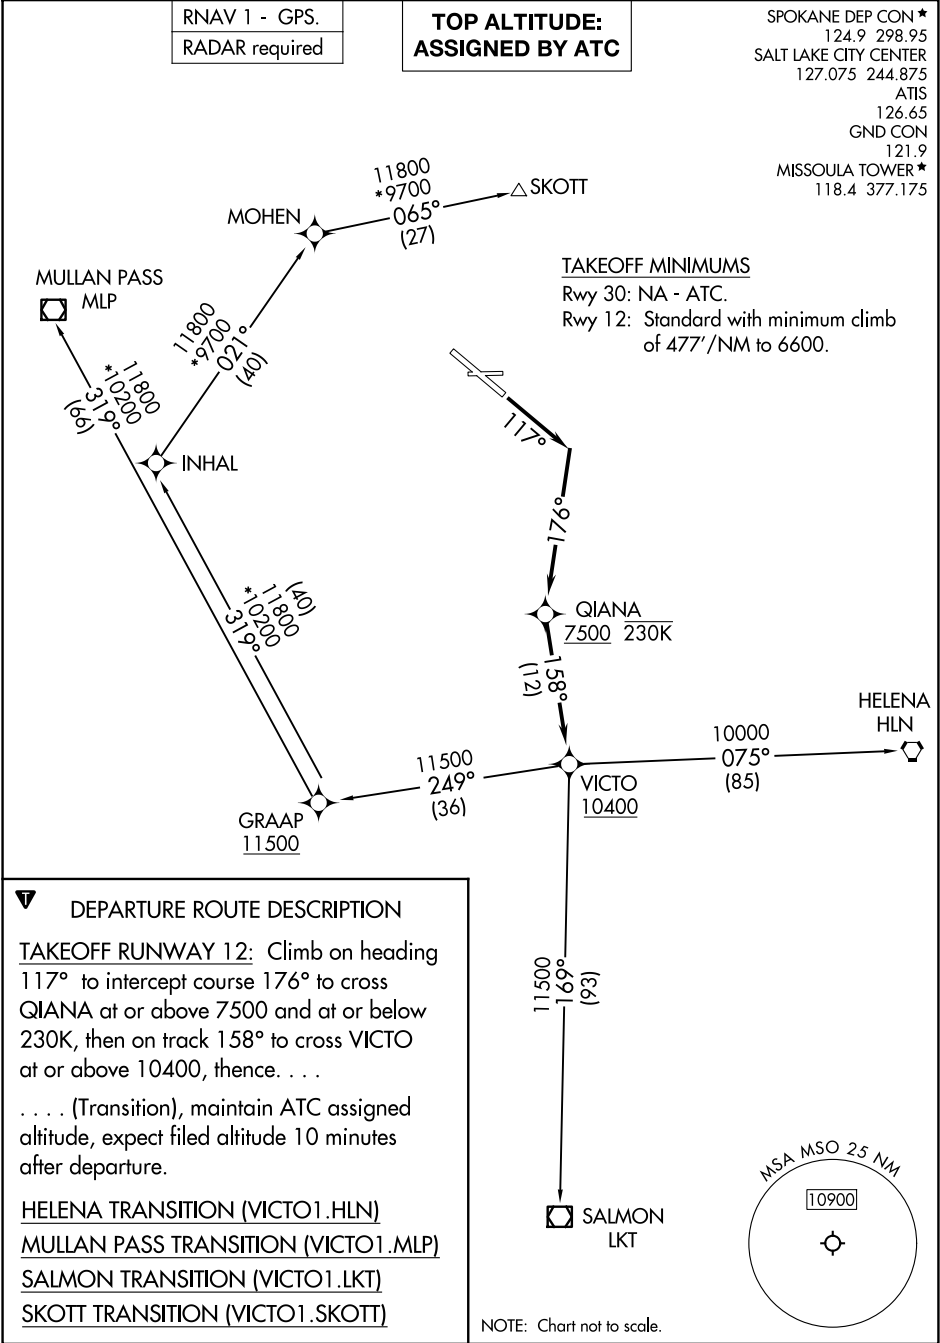 RNAV 1 - GPS.
RADAR required
TOP ALTITUDE:
ASSIGNED BY ATC
SPOKANE DEP CON ★
124.9 298.95
SALT LAKE CITY CENTER
127.075 244.875
ATIS
126.65
GND CON
121.9
MISSOULA TOWER ★
118.4 377.175
11800
*9700
065°
(27)
SKOTT
MOHEN
MULLAN PASS
MLP
TAKEOFF MINIMUMS
Rwy 30: NA - ATC.
Rwy 12: Standard with minimum climb
of 477'/NM to 6600.
11800
*9700
021°
(40)
11800
*10200
319°
(66)
117°
INHAL
176°
(40)
11800
*10200
319°
QIANA
7500 230K
158°
(12)
HELENA
HLN
10000
075°
(85)
11500
249°
(36)
VICTO
10400
GRAAP
11500
T
DEPARTURE ROUTE DESCRIPTION
TAKEOFF RUNWAY 12: Climb on heading
117° to intercept course 176° to cross
QIANA at or above 7500 and at or below
230K, then on track 158° to cross VICTO
at or above 10400, thence. . . .
. . . . (Transition), maintain ATC assigned
altitude, expect filed altitude 10 minutes
after departure.
HELENA TRANSITION (VICTO1.HLN)
MULLAN PASS TRANSITION (VICTO1.MLP)
SALMON TRANSITION (VICTO1.LKT)
SKOTT TRANSITION (VICTO1.SKOTT)
11500
169°
(93)
SALMON
LKT
MSA MSO 25 NM
10900
NOTE: Chart not to scale.